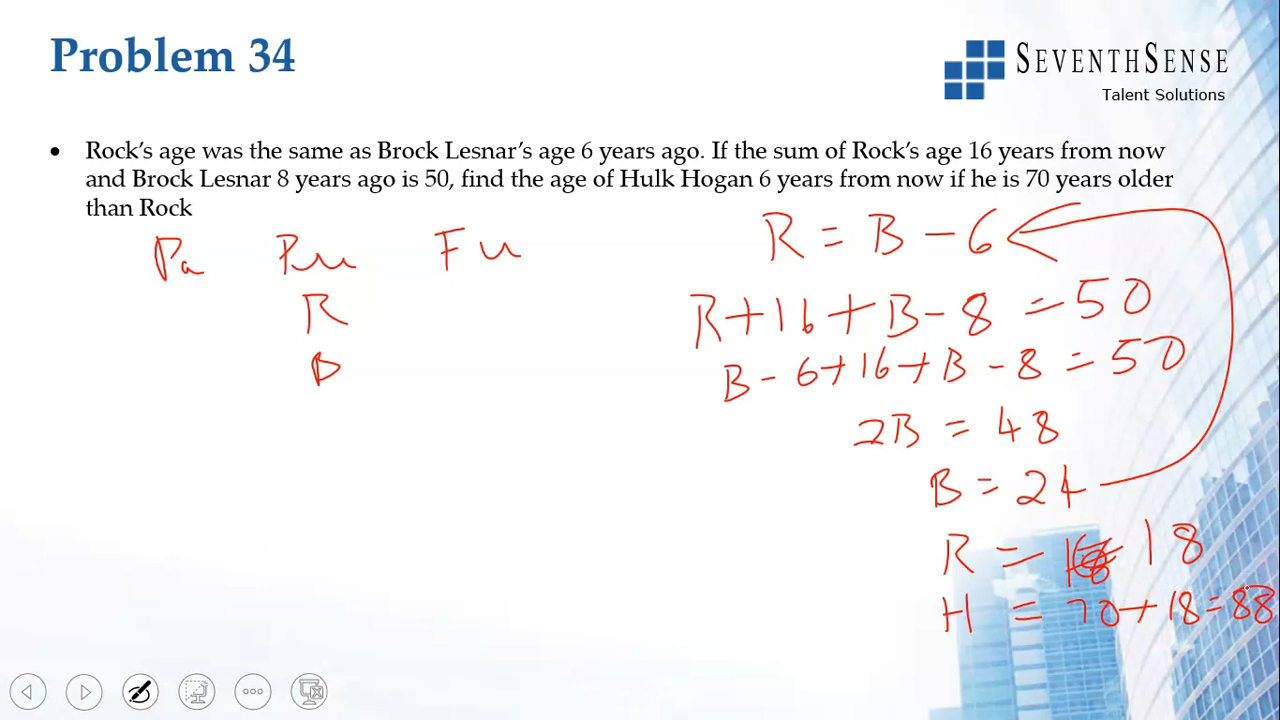 Problem 34
SEVENTHSENSE
Talent Solutions
• Rock’s age was the same as Brock Lesnar’s age 6 years ago. If the sum of Rock’s age 16 years from now
and Brock Lesnar 8 years ago is 50, find the age of Hulk Hogan 6 years from now if he is 70 years older
than Rock
Pa Pru Fu
R
B
R = B - 6
R+16+B-8 = 50
B-6+16+B-8 = 50
2B = 48
B = 24
R = 18
H = 70+18=88